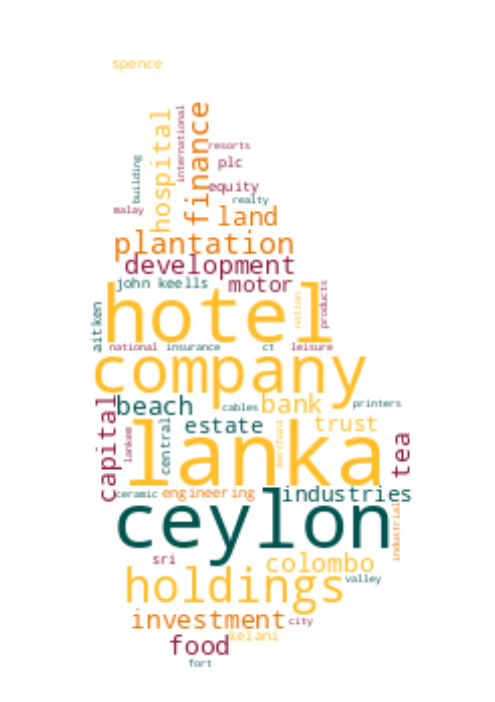 spence
hospital
international
finance
resorts
building
plc
equity
malay
realty
land
plantation
development
john keells
motor
hotel
nation
products
aitken
national
insurance
ct
leisure
company
capital
beach
cables
bank
printers
lankem
central
estate
merchant
trust
lanka
tea
ceramic
engineering
industries
ceylon
industrial
sri
colombo
valley
holdings
investment
city
food
kelani
fort